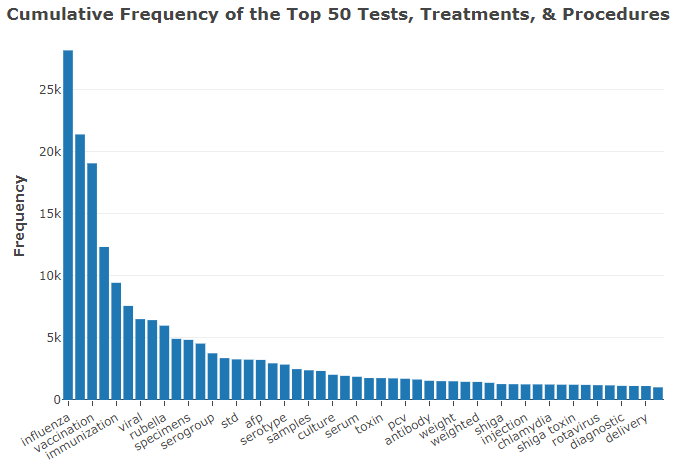 Cumulative Frequency of the Top 50 Tests, Treatments, & Procedures
25k
20k
15k
10k
5k
0
Frequency
influenza
vaccination
immunization
viral
rubella
specimens
serogroup
std
afp
serotype
samples
culture
serum
toxin
pcv
antibody
weight
weighted
shiga
injection
chlamydia
shiga toxin
rotavirus
diagnostic
delivery